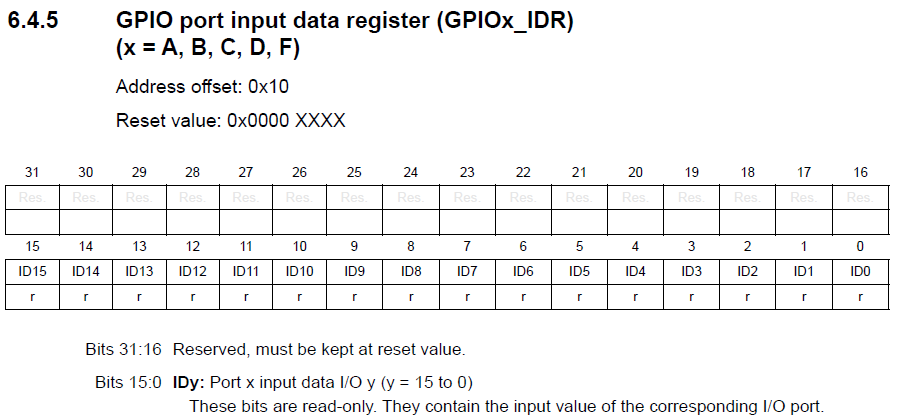 6.4.5 GPIO port input data register (GPIOx_IDR)
(x = A, B, C, D, F)
Address offset: 0x10
Reset value: 0x0000 XXXX
31 30 29 28 27 26 25 24 23 22 21 20 19 18 17 16
Res. Res. Res. Res. Res. Res. Res. Res. Res. Res. Res. Res. Res. Res. Res. Res.
15 14 13 12 11 10 9 8 7 6 5 4 3 2 1 0
ID15 ID14 ID13 ID12 ID11 ID10 ID9 ID8 ID7 ID6 ID5 ID4 ID3 ID2 ID1 ID0
r r r r r r r r r r r r r r r r
Bits 31:16 Reserved, must be kept at reset value.
Bits 15:0 IDy: Port x input data I/O y (y = 15 to 0)
These bits are read-only. They contain the input value of the corresponding I/O port.